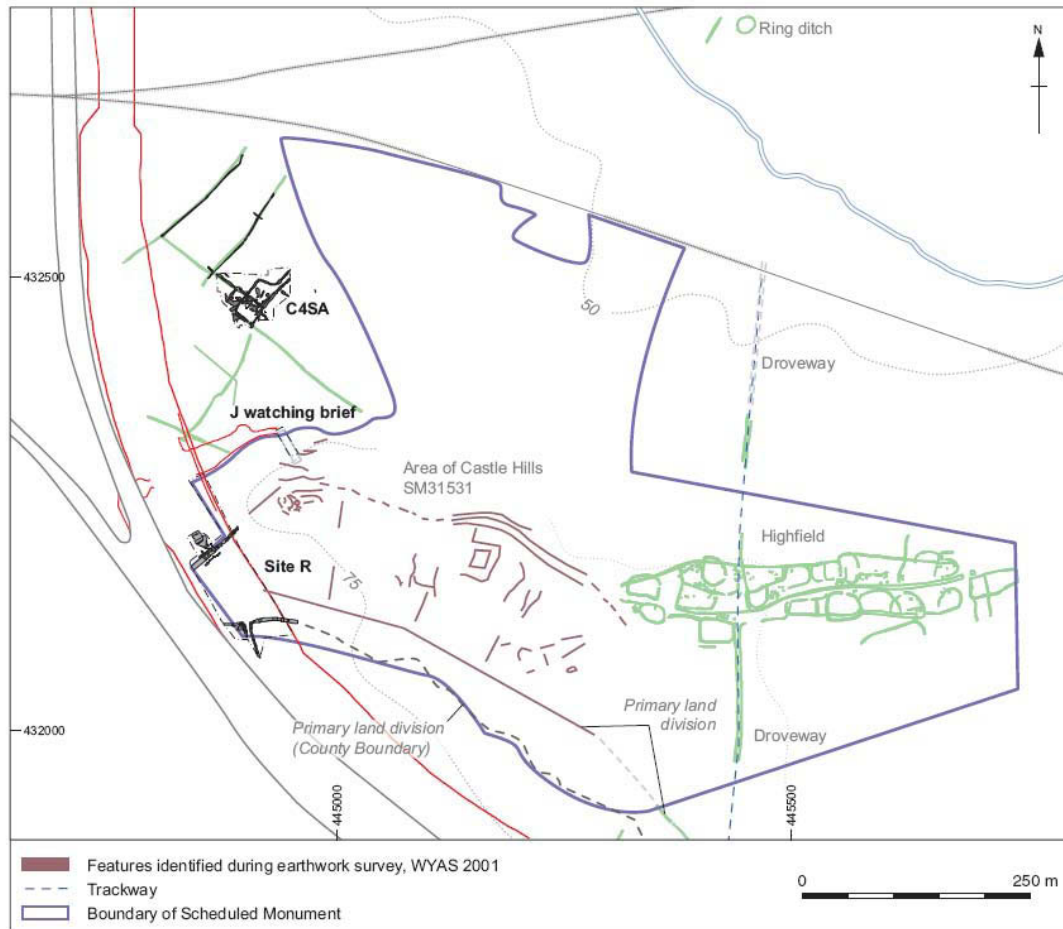 Ring ditch
N
432500
C4SA
50
Droveway
J watching brief
Area of Castle Hills
SM31531
Highfield
Site R
75
Primary land division
(County Boundary)
Primary land
division
Droveway
432000
445000
445500
Features identified during earthwork survey, WYAS 2001
Trackway
Boundary of Scheduled Monument
0
250 m